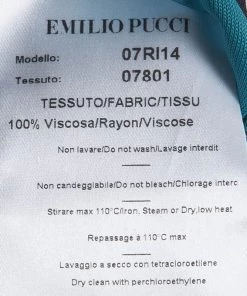 EMILIO PUCCI
Modello: 07RI14
Tessuto: 07801
TESSUTO/FABRIC/TISSU
100% Viscosa/Rayon/Viscose
Non lavare/Do not wash/Lavage interdit
Non candeggiabile/Do not bleach/Chlorage interc
Stirare max 110°C/Iron. Steam or Dry,low heat
Repassage à 110°C max
Lavaggio a secco con tetracloroetilene
Dry clean with perchloroethylene